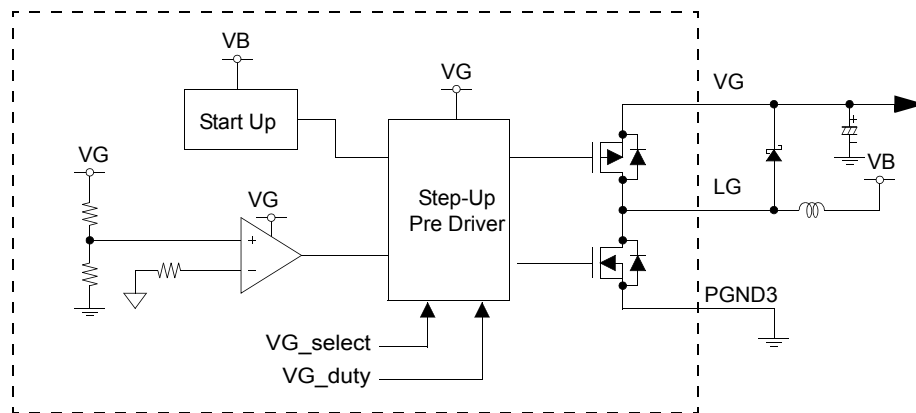 VB
Start Up
VG
VG
VG
Step-Up
Pre Driver
+
−
VG_select
VG_duty
VG
+
−
VB
LG
PGND3